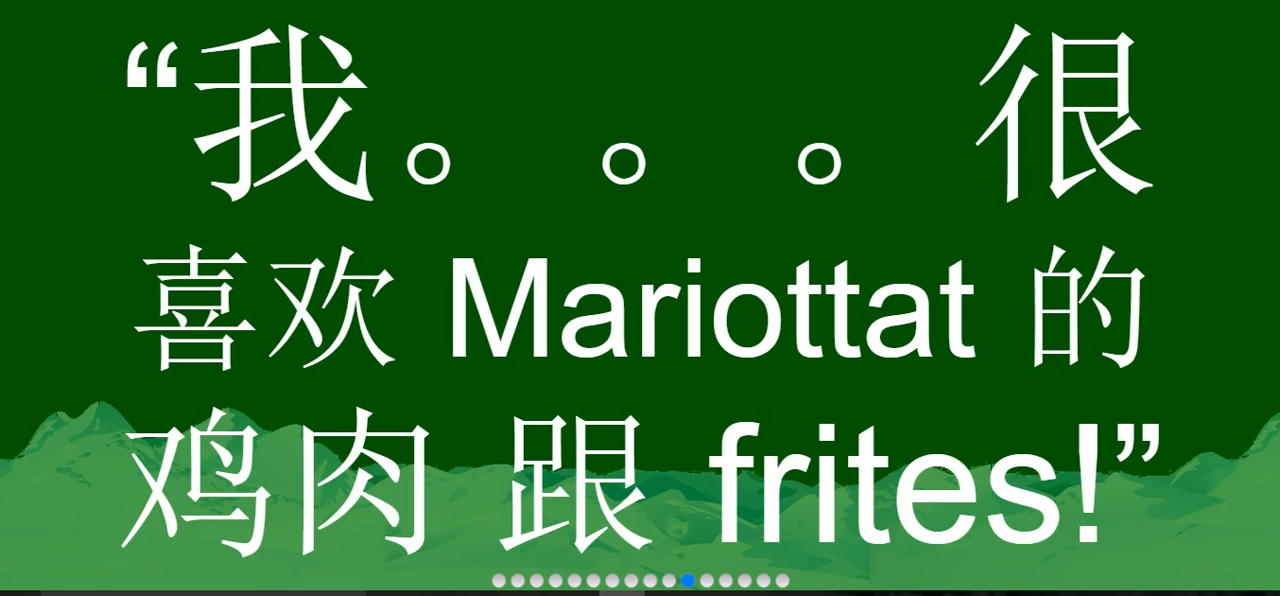 “我。。。很
喜欢 Mariottat 的
鸡肉 跟 frites!”